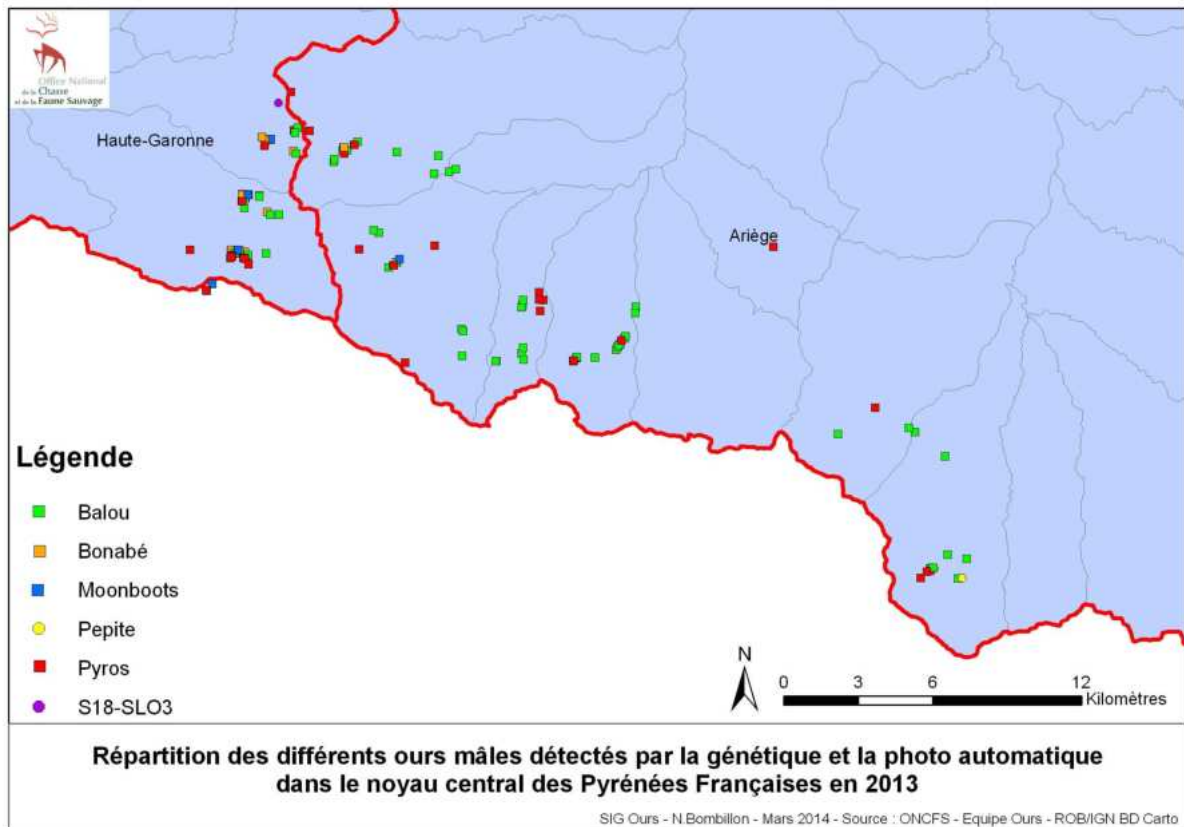 Office National
de la Chasse
et de la Faune Sauvage
Haute-Garonne
Ariège
Légende
Balou
Bonabé
Moonboots
Pepite
Pyros
S18-SLO3
N
0 3 6 12
Kilomètres
Répartition des différents ours mâles détectés par la génétique et la photo automatique
dans le noyau central des Pyrénées Françaises en 2013
SIG Ours - N.Bombillon - Mars 2014 - Source : ONCFS - Equipe Ours - ROB/IGN BD Carto